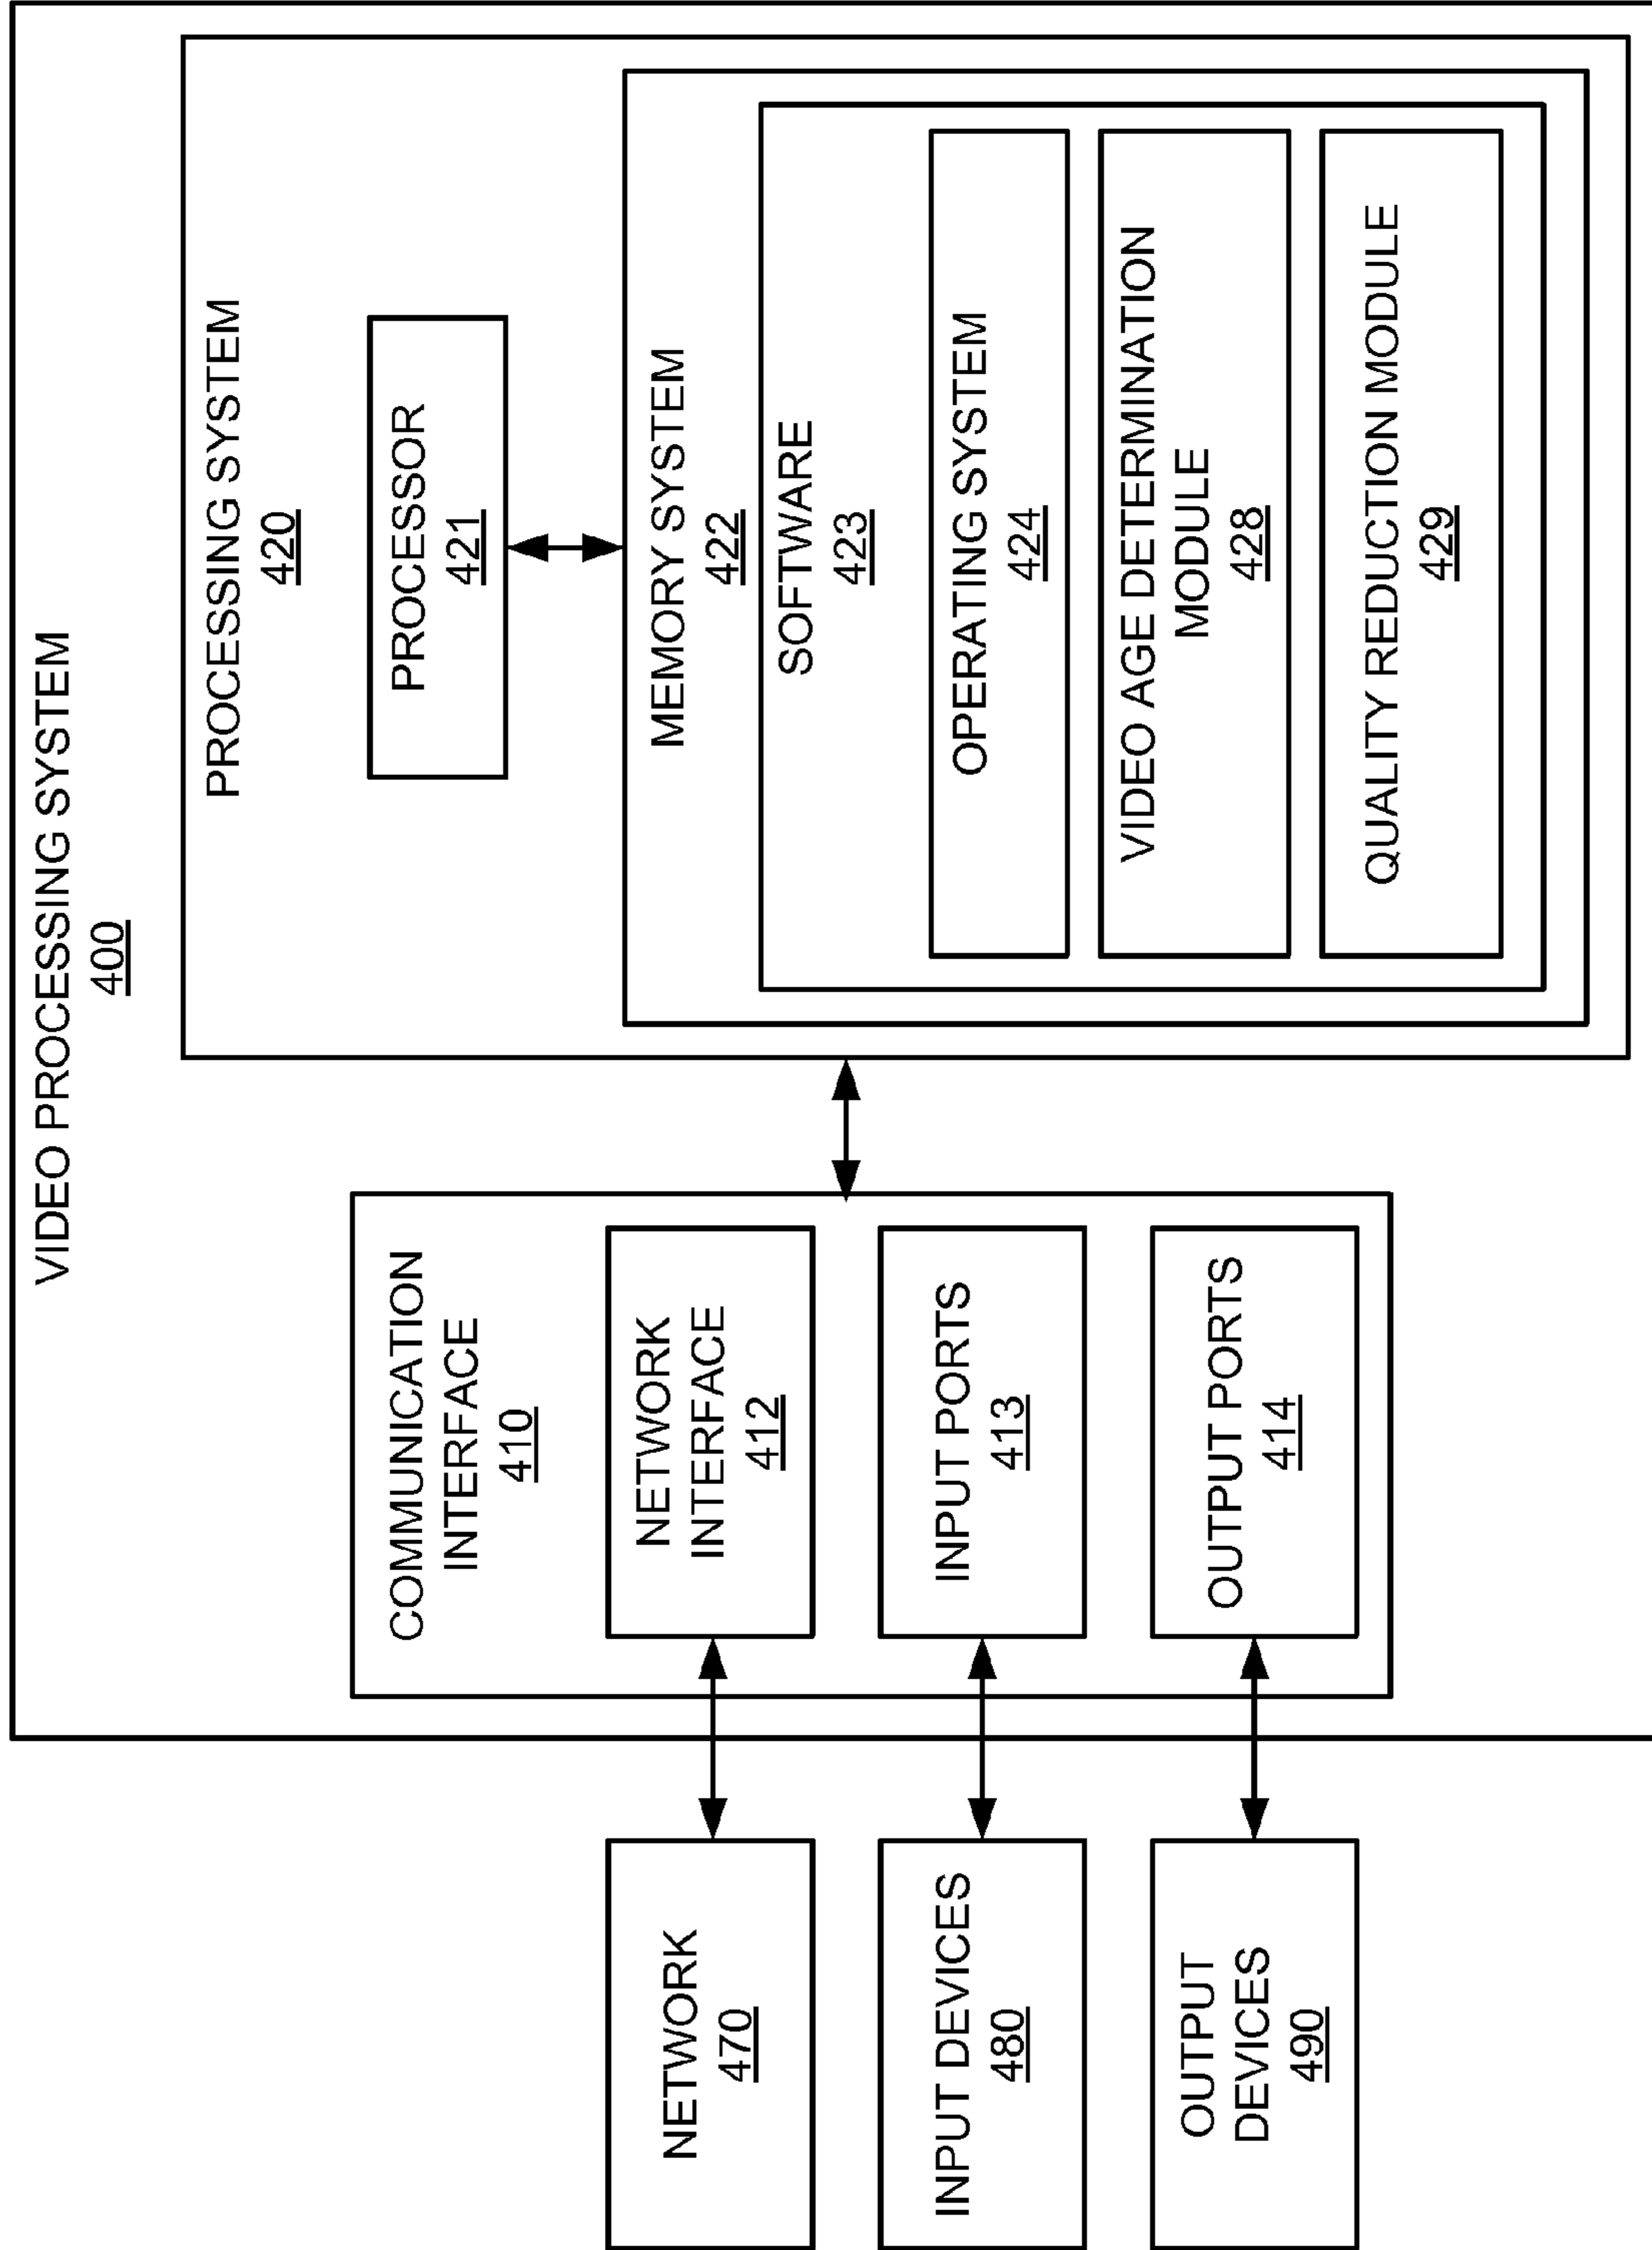 VIDEO PROCESSING SYSTEM
400
NETWORK
470
INPUT DEVICES
480
OUTPUT
DEVICES
490
COMMUNICATION
INTERFACE
410
NETWORK
INTERFACE
412
INPUT PORTS
413
OUTPUT PORTS
414
PROCESSING SYSTEM
420
PROCESSOR
421
MEMORY SYSTEM
422
SOFTWARE
423
OPERATING SYSTEM
424
VIDEO AGE DETERMINATION
MODULE
428
QUALITY REDUCTION MODULE
429